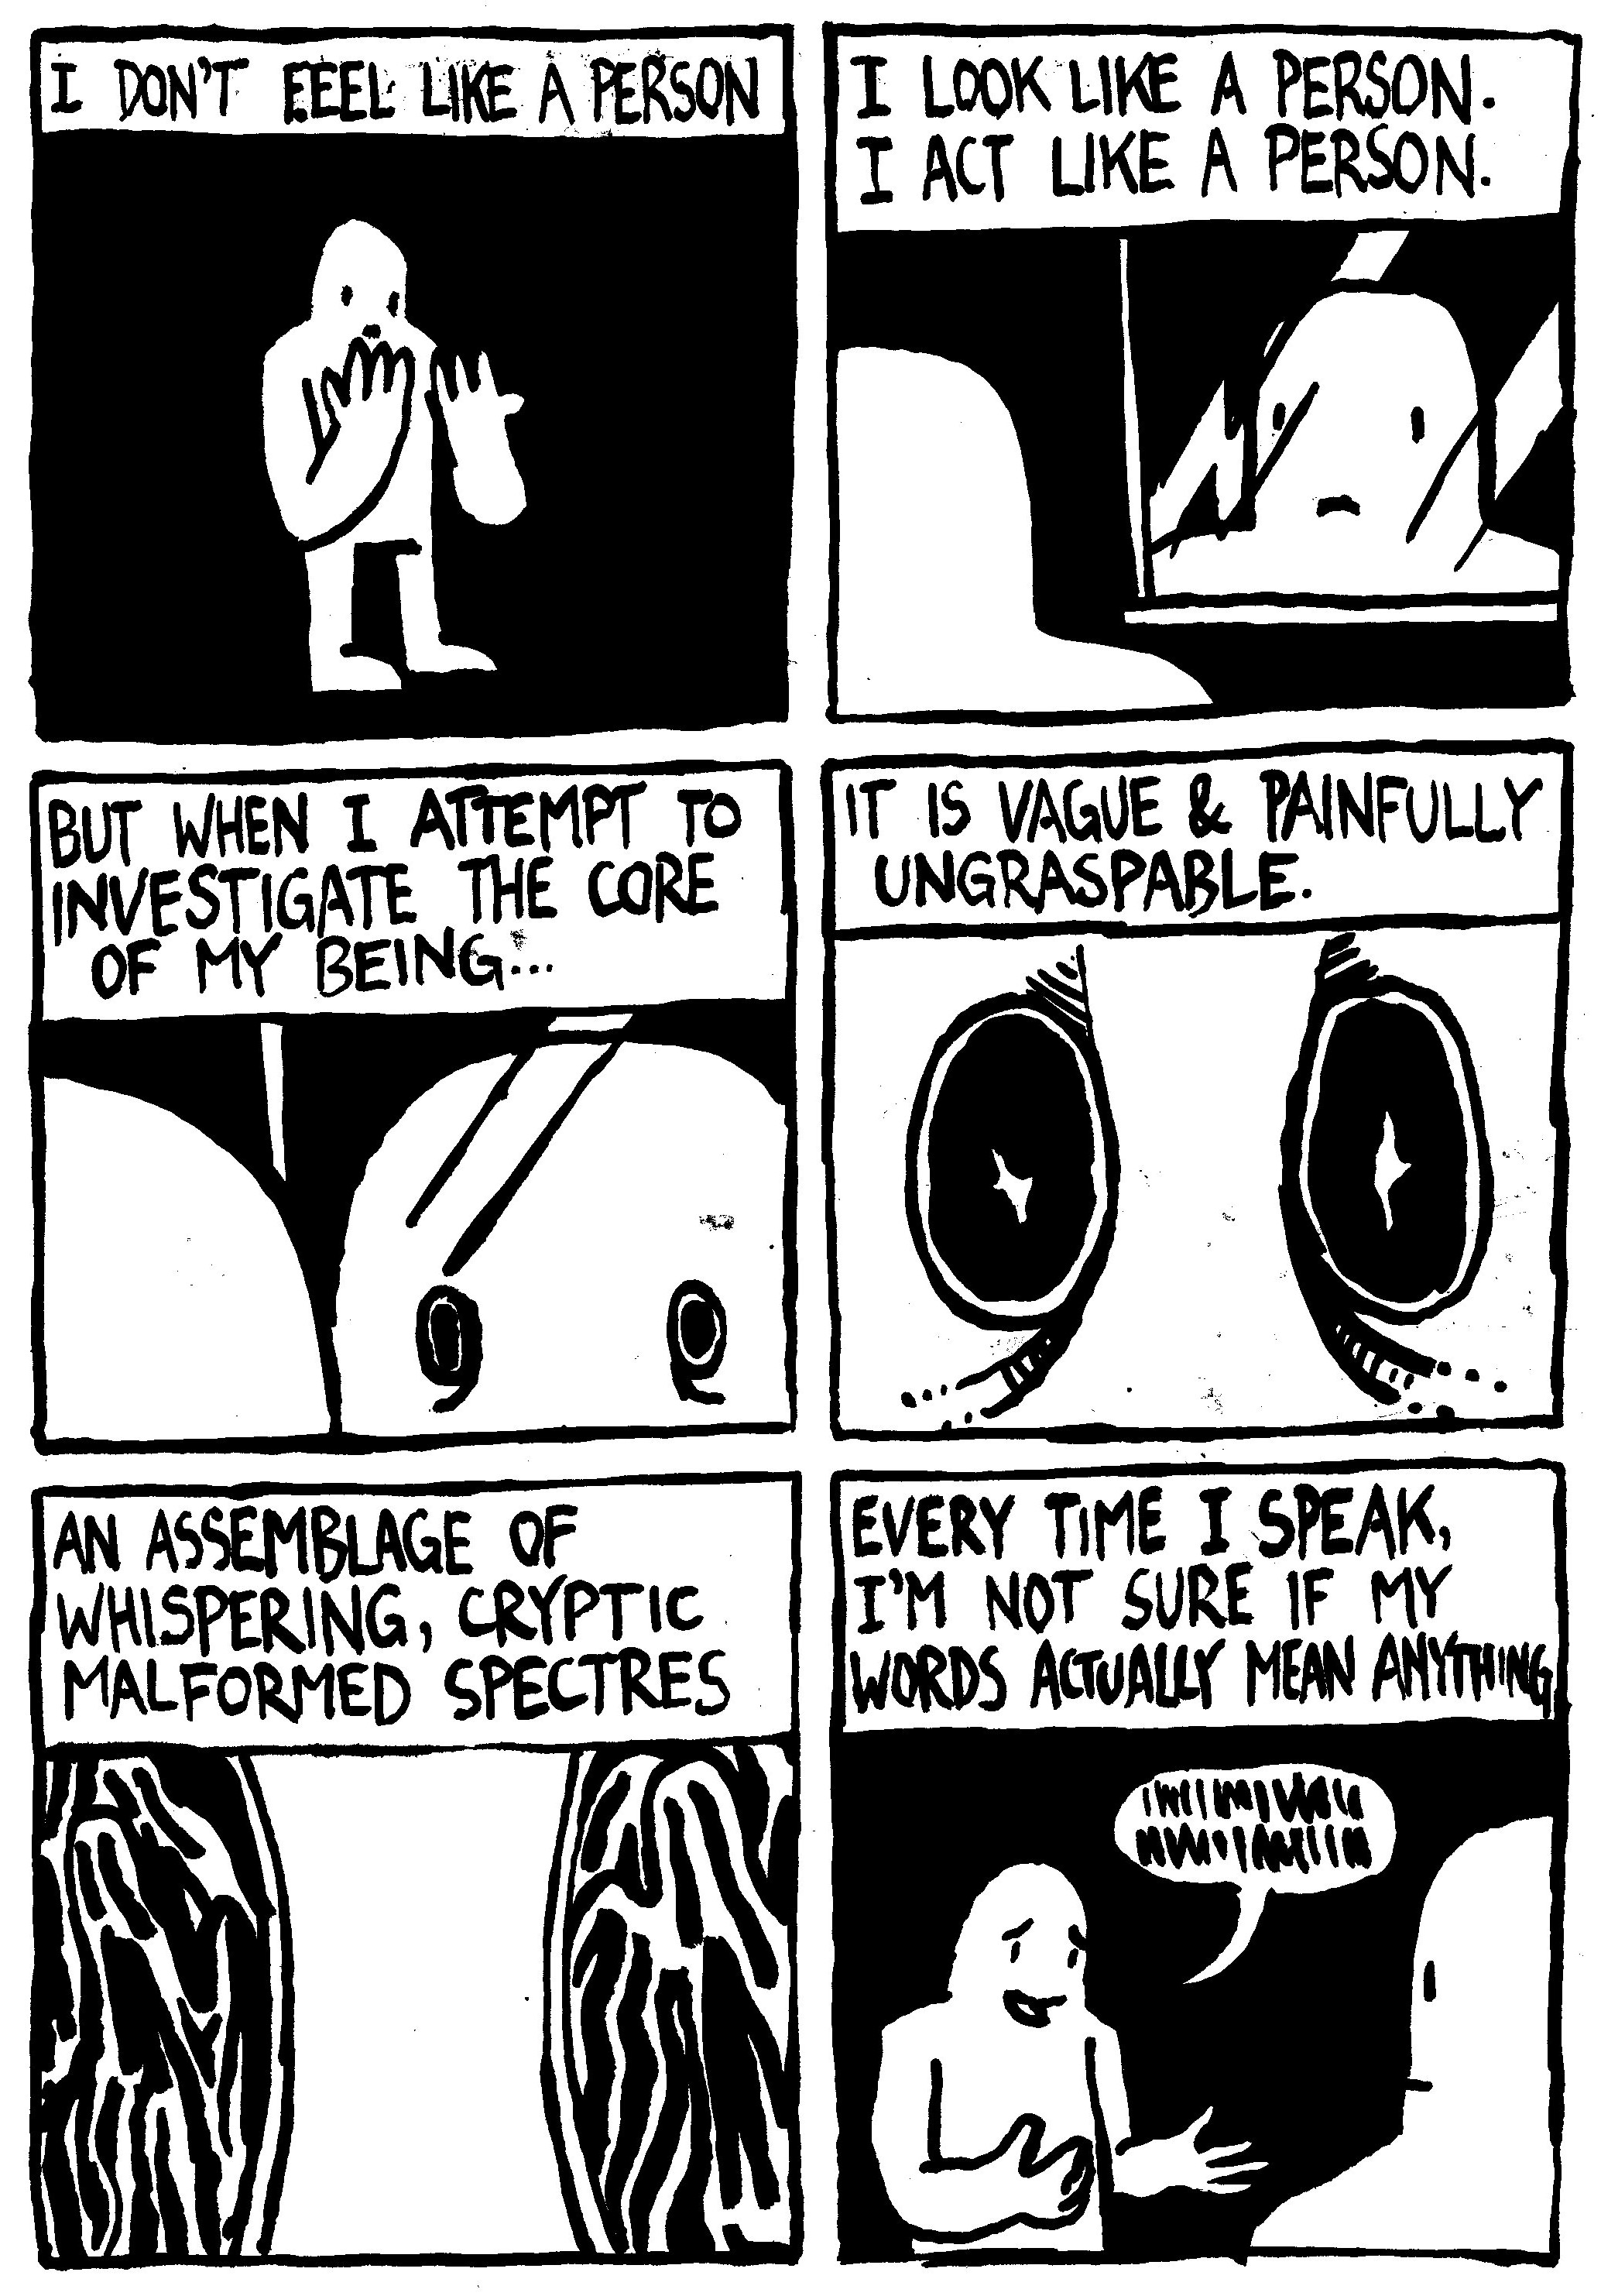 I DON'T FEEL LIKE A PERSON
I LOOK LIKE A PERSON.
I ACT LIKE A PERSON.
BUT WHEN I ATTEMPT TO
INVESTIGATE THE CORE
OF MY BEING...
IT IS VAGUE & PAINFULLY
UNGRASPABLE.
AN ASSEMBLAGE OF
WHISPERING, CRYPTIC
MALFORMED SPECTRES
EVERY TIME I SPEAK,
I'M NOT SURE IF MY
WORDS ACTUALLY MEAN ANYTHING